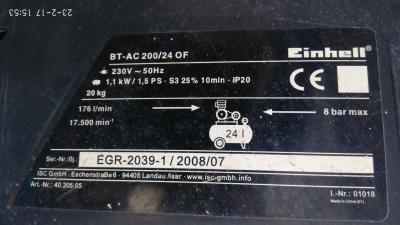 23-2-17 15:53
BT-AC 200/24 OF
Einhell
230V ~ 50Hz
1,1 kW / 1,5 PS · S3 25% 10min · IP20
CE
20 kg
176 l/min
8 bar max
17.500 min⁻¹
24 l
Ser.-Nr./Bj.: EGR-2039-1 / 2008/07
ISC GmbH · Eschenstraße 6 · 94405 Landau /Isar · www.isc-gmbh.info
Art.: 40.205.05
I.-Nr.: 01018
Made in China